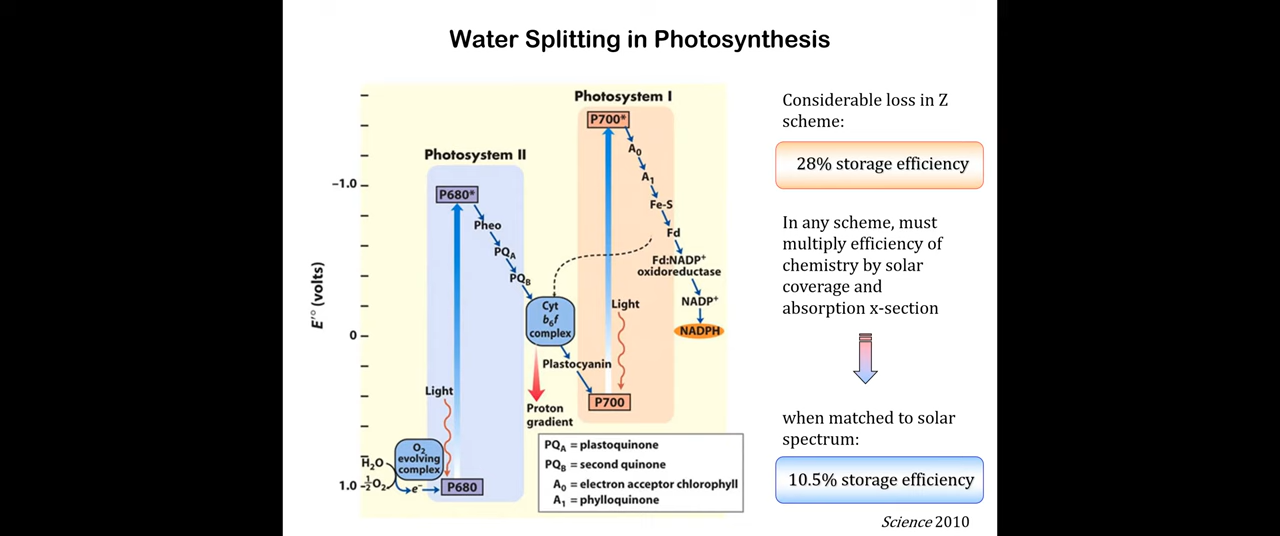 Water Splitting in Photosynthesis
Photosystem I
P700*
A0
A1
Fe-S
Fd
Fd:NADP+
oxidoreductase
NADP+
NADPH
Light
P700
Photosystem II
P680*
Pheo
PQA
PQB
Cyt
b6f
complex
Plastocyanin
Proton
gradient
Light
O2
evolving
complex
H2O
½O2
e−
P680
E′° (volts)
–1.0
0
1.0
PQA = plastoquinone
PQB = second quinone
A0 = electron acceptor chlorophyll
A1 = phylloquinone
Considerable loss in Z
scheme:
28% storage efficiency
In any scheme, must
multiply efficiency of
chemistry by solar
coverage and
absorption x-section
when matched to solar
spectrum:
10.5% storage efficiency
Science 2010